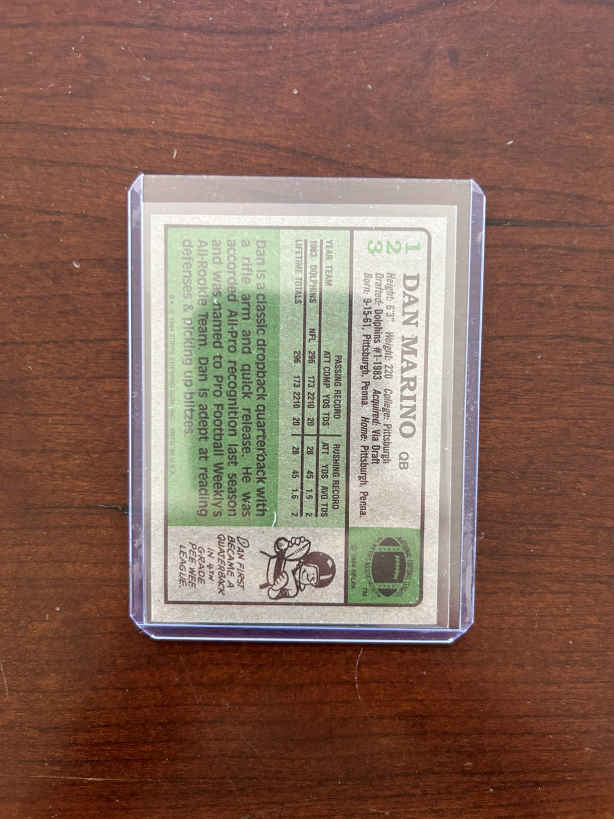 123
DAN MARINO QB
Height: 6'3" Weight: 220 College: Pittsburgh
Drafted: Dolphins #1-1983 Acquired: Via Draft
Born: 9-15-61, Pittsburgh, Penna. Home: Pittsburgh, Penna.
TM
PASSING RECORD RUSHING RECORD
YEAR TEAM ATT COMP YDS TDS ATT YDS AVG TDS
1983 DOLPHINS NFL 296 173 2210 20 28 45 1.6 2
LIFETIME TOTALS 296 173 2210 20 28 45 1.6 2
Dan is a classic dropback quarterback with
a rifle arm and quick release. He was
accorded All-Pro recognition last season
and was named to Pro Football Weekly's
All-Rookie Team. Dan is adept at reading
defenses & picking up blitzes.
DAN FIRST
BECAME A
QUATERBACK
IN 4TH
GRADE
PEE WEE
LEAGUE.